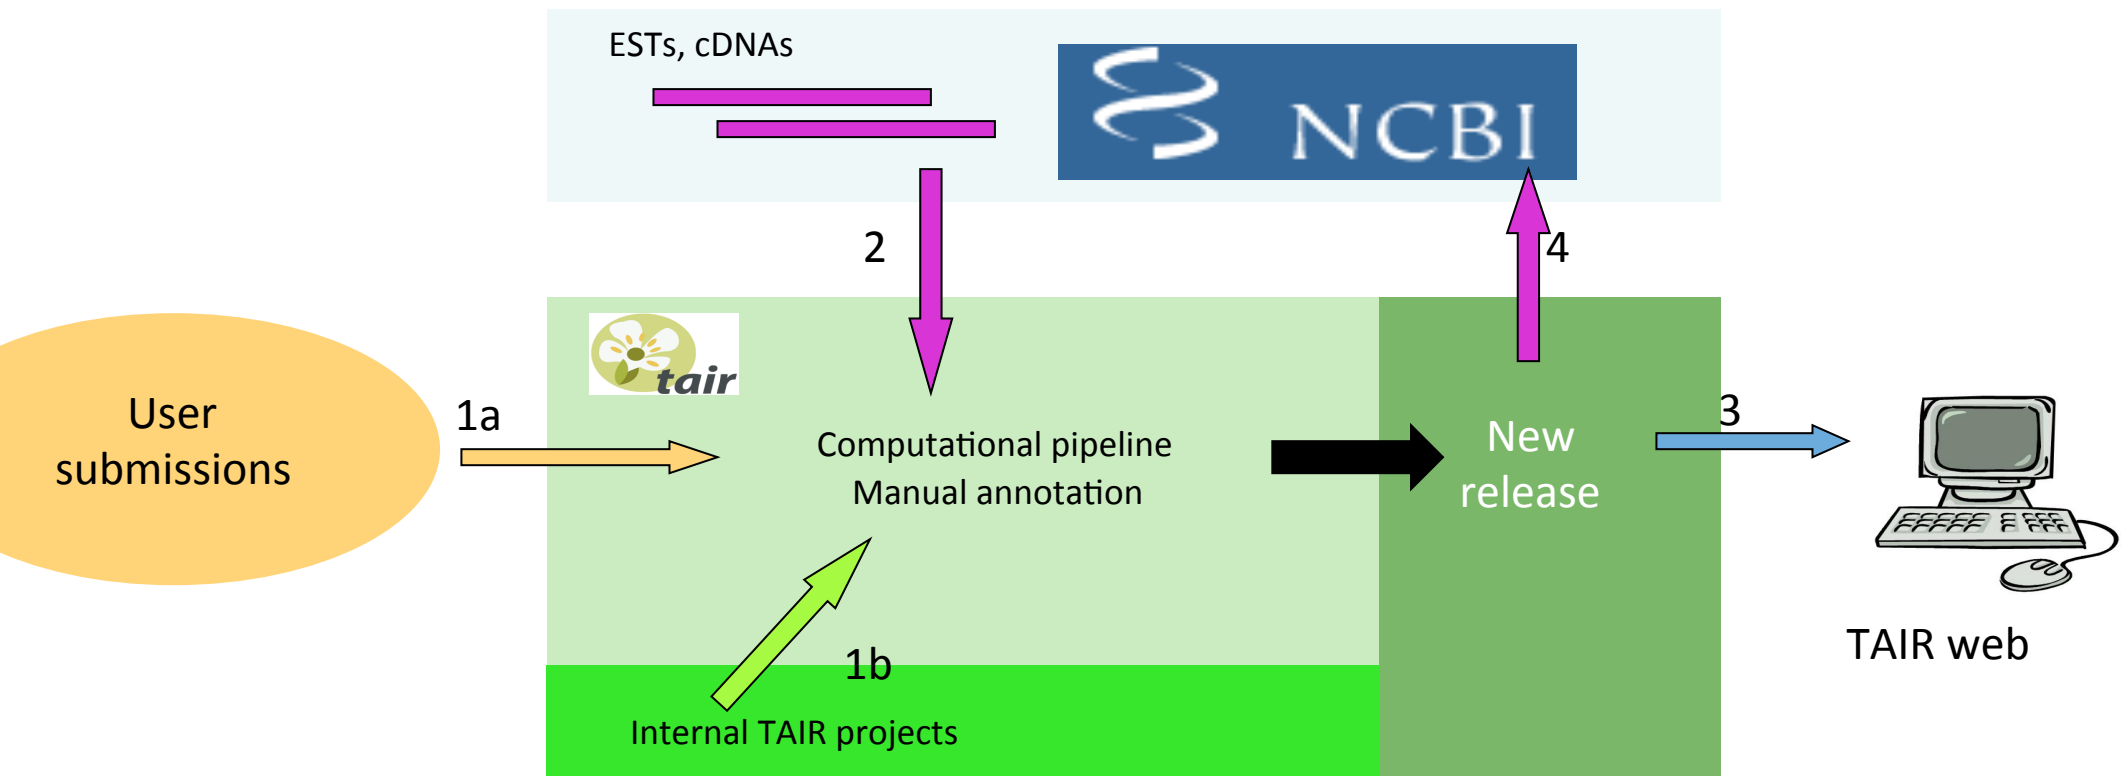 ESTs, cDNAs
NCBI
2
4
tair
User
submissions
1a
Computational pipeline
Manual annotation
New
release
3
1b
Internal TAIR projects
TAIR web